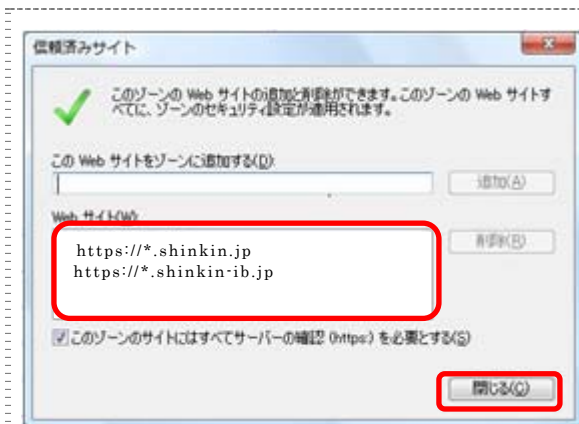 信頼済みサイト
このゾーンの Web サイトの追加と削除ができます。このゾーンの Web サイトす
べてに、ゾーンのセキュリティ設定が適用されます。
この Web サイトをゾーンに追加する(D):
追加(A)
Web サイト(W):
https://*.shinkin.jp
https://*.shinkin-ib.jp
削除(R)
このゾーンのサイトにはすべてサーバーの確認 (https:) を必要とする(S)
閉じる(C)